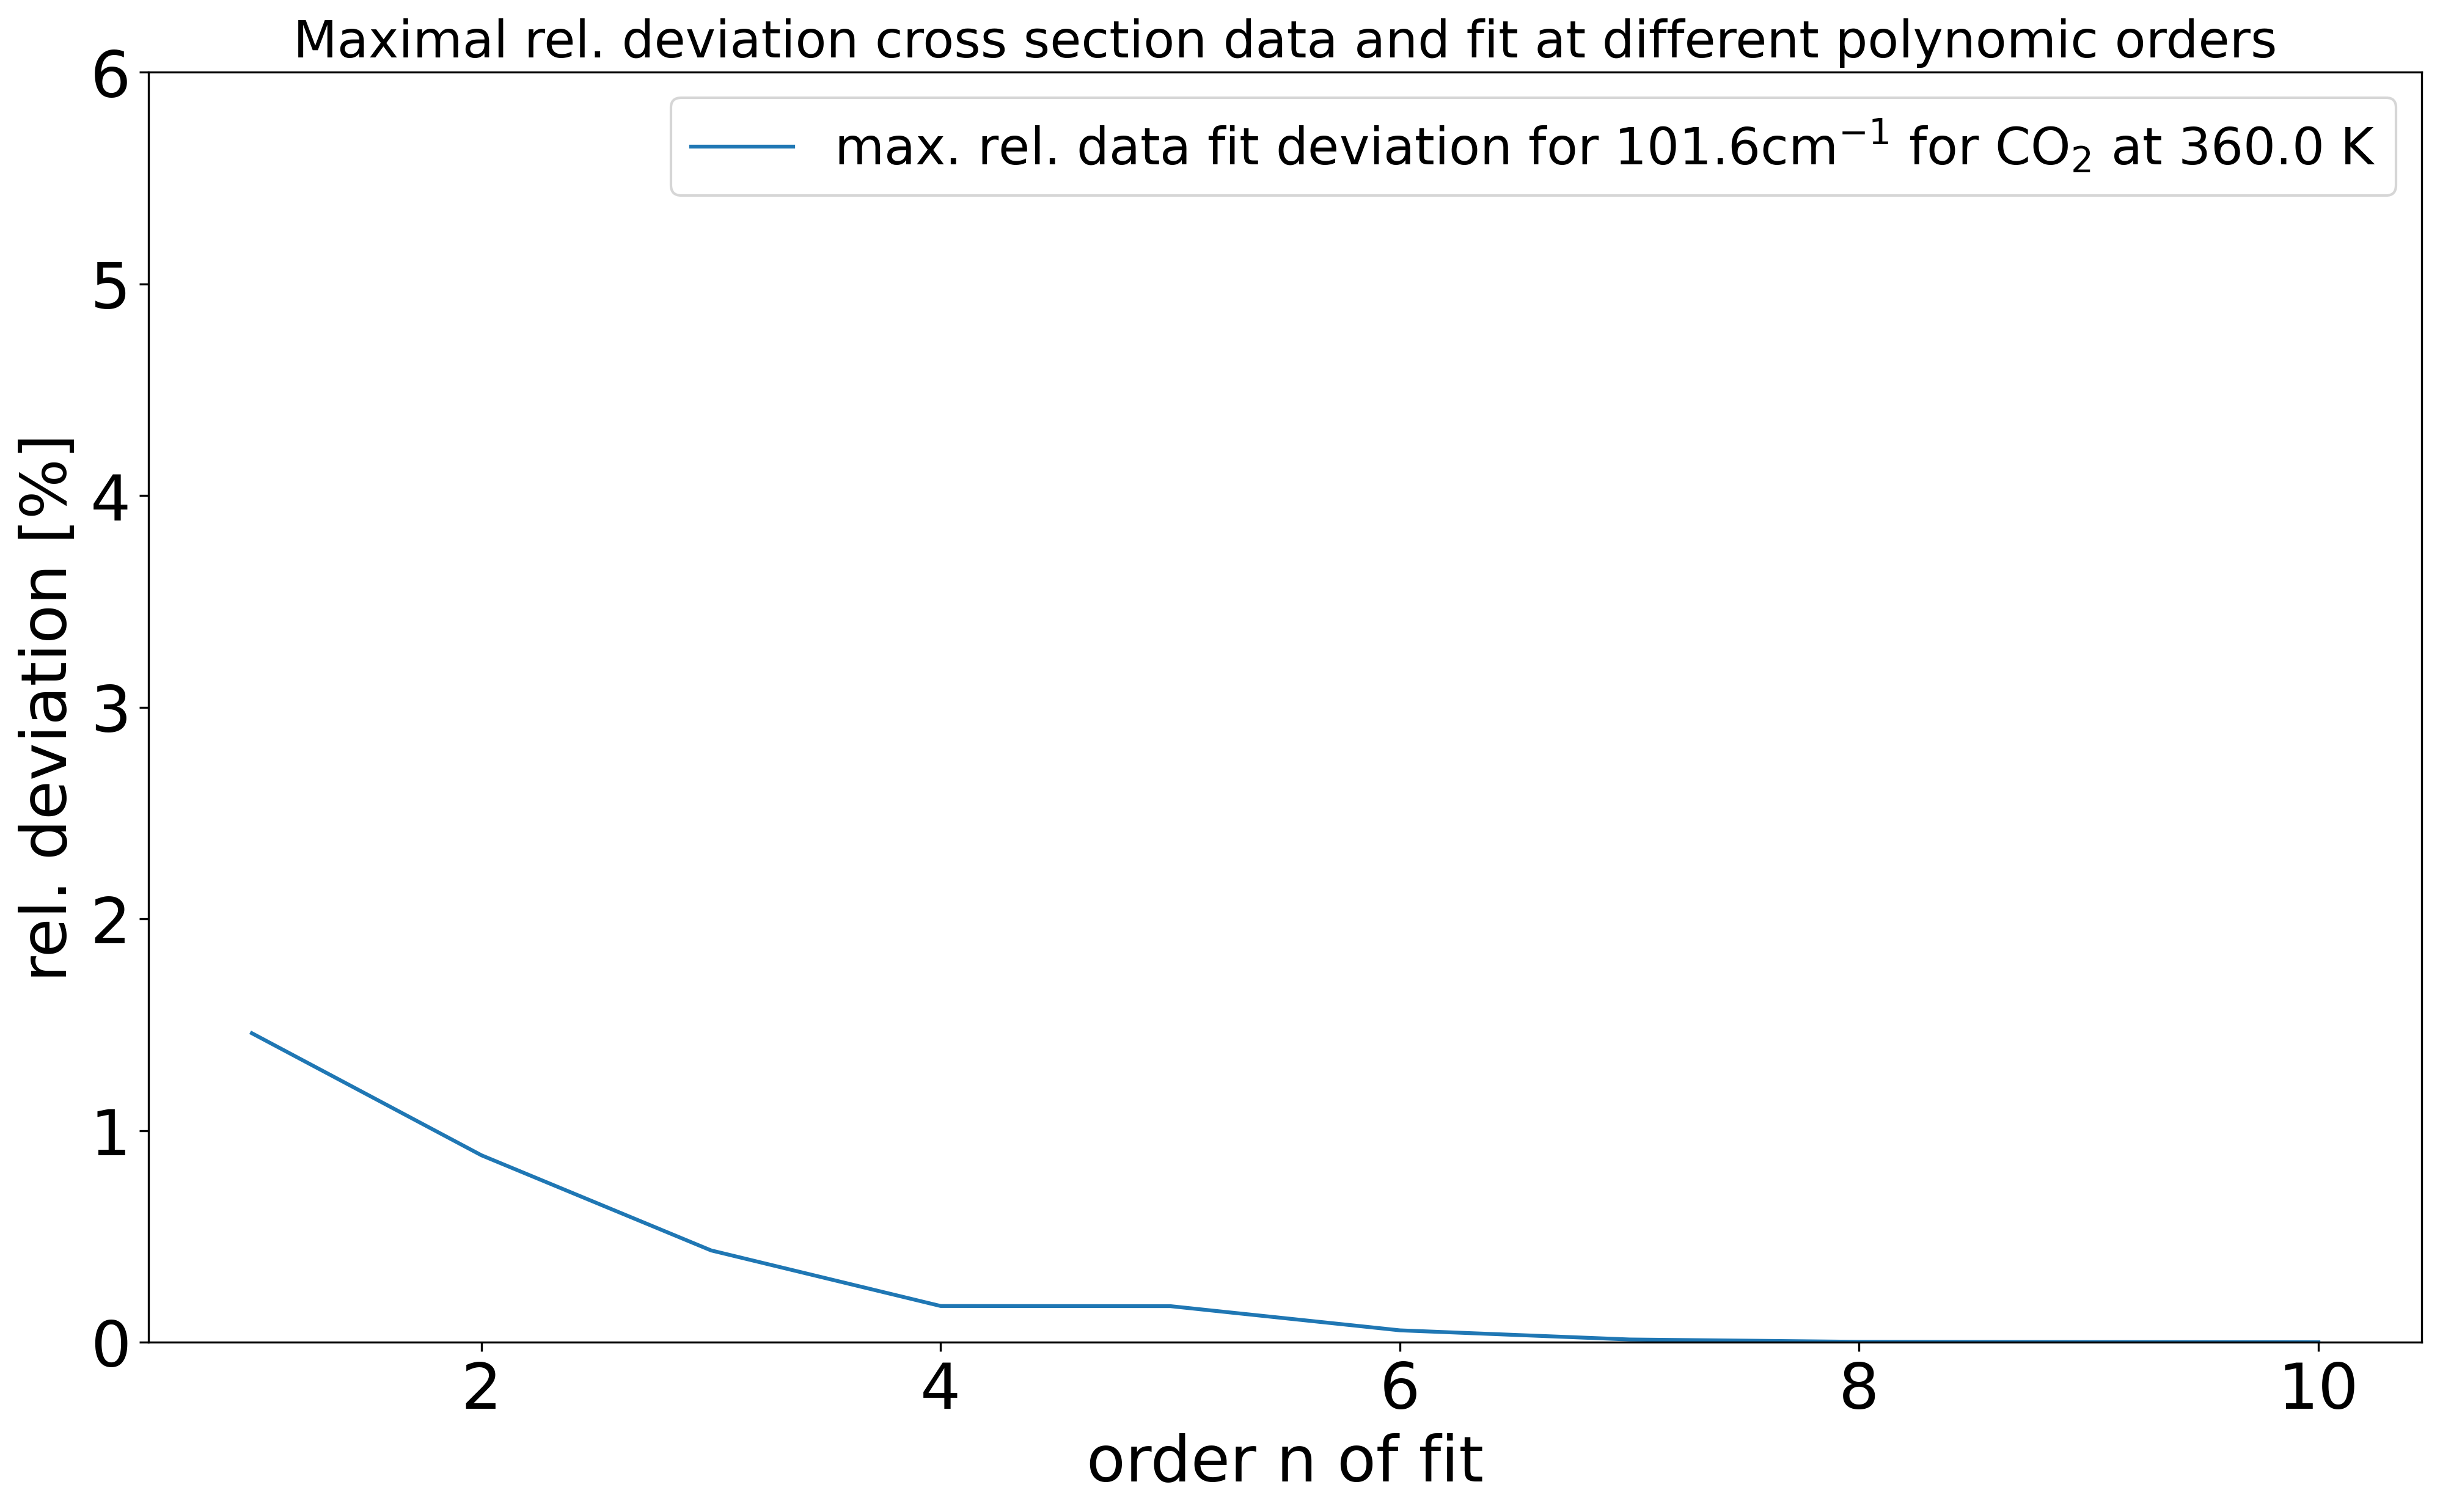 Maximal rel. deviation cross section data and fit at different polynomic orders
max. rel. data fit deviation for 101.6cm⁻¹ for CO₂ at 360.0 K
rel. deviation [%]
6
5
4
3
2
1
0
2 4 6 8 10
order n of fit